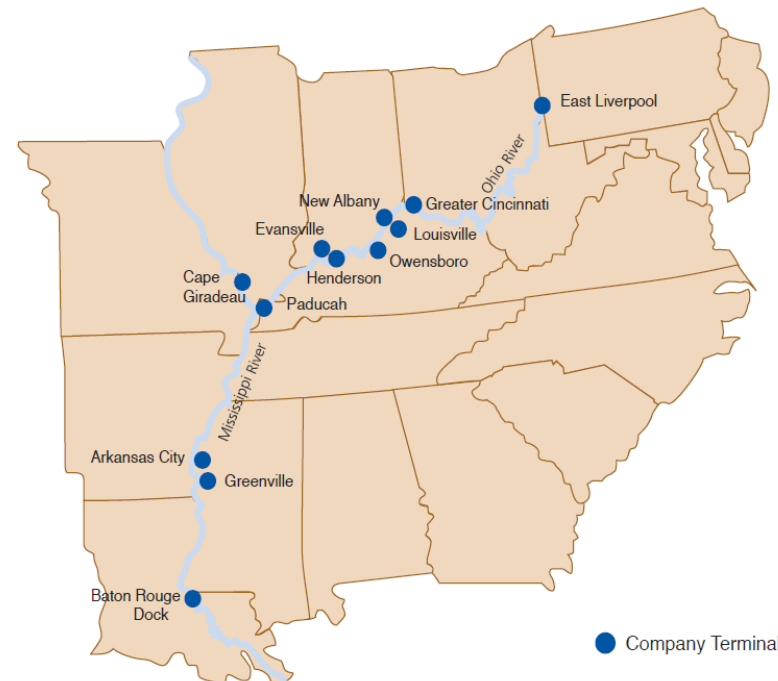 East Liverpool
Ohio River
New Albany
Greater Cincinnati
Evansville
Louisville
Owensboro
Henderson
Cape
Giradeau
Paducah
Mississippi River
Arkansas City
Greenville
Baton Rouge
Dock
Company Terminal